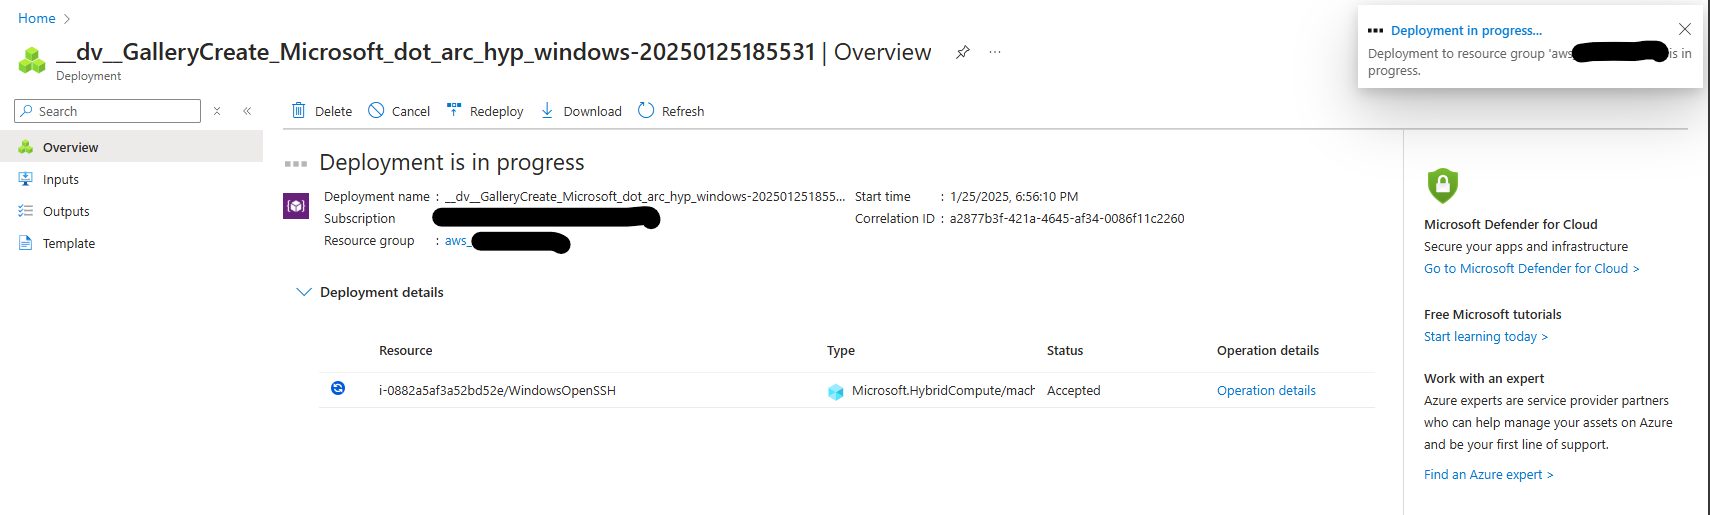 Home >
__dv__GalleryCreate_Microsoft_dot_arc_hyp_windows-20250125185531 | Overview
Deployment
Deployment in progress...
Deployment to resource group 'aws_ is in
progress.
Search
Delete Cancel Redeploy Download Refresh
Overview
Inputs
Outputs
Template
Deployment is in progress
Deployment name : __dv__GalleryCreate_Microsoft_dot_arc_hyp_windows-202501251855... Start time : 1/25/2025, 6:56:10 PM
Subscription Correlation ID : a2877b3f-421a-4645-af34-0086f11c2260
Resource group : aws_
Deployment details
Resource Type Status Operation details
i-0882a5af3a52bd52e/WindowsOpenSSH Microsoft.HybridCompute/mach Accepted Operation details
Microsoft Defender for Cloud
Secure your apps and infrastructure
Go to Microsoft Defender for Cloud >
Free Microsoft tutorials
Start learning today >
Work with an expert
Azure experts are service provider partners
who can help manage your assets on Azure
and be your first line of support.
Find an Azure expert >